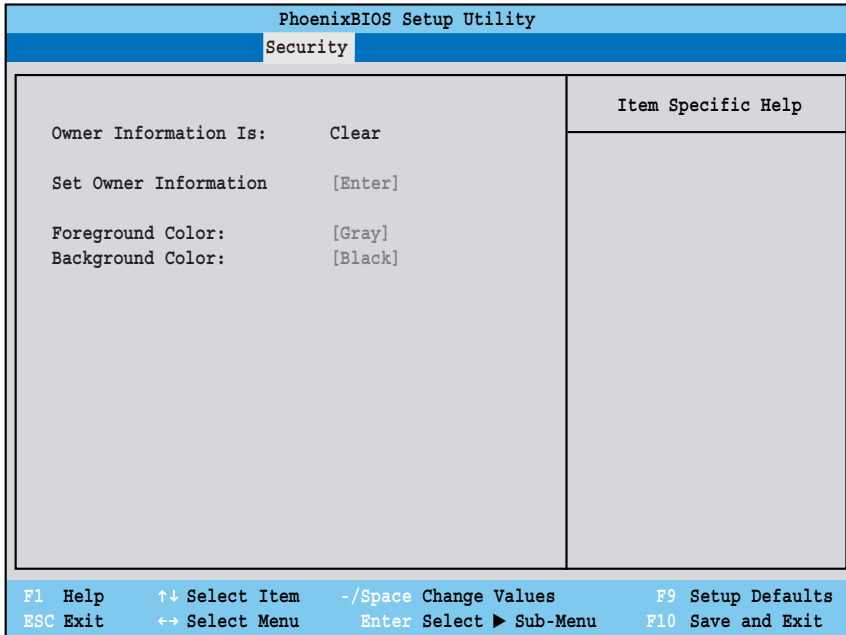 PhoenixBIOS Setup Utility
Security
Item Specific Help
Owner Information Is: Clear
Set Owner Information [Enter]
Foreground Color: [Gray]
Background Color: [Black]
F1 Help ↑↓ Select Item -/Space Change Values F9 Setup Defaults
ESC Exit ←→ Select Menu Enter Select ▶ Sub-Menu F10 Save and Exit